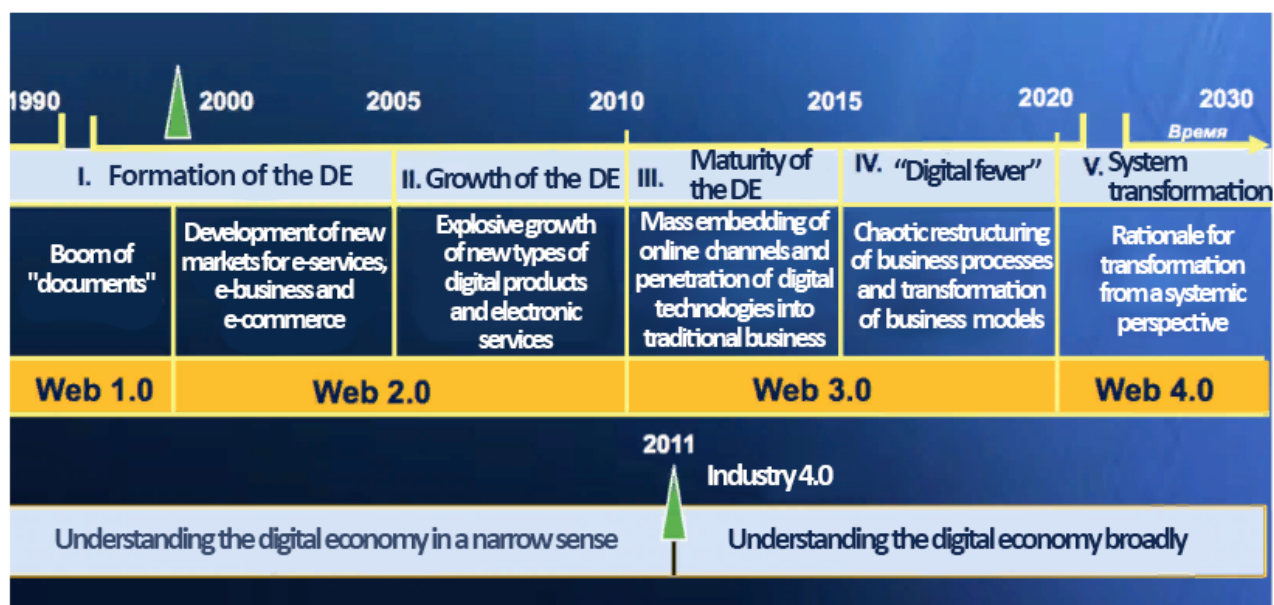 1990 2000 2005 2010 2015 2020 2030
Время
I. Formation of the DE
II. Growth of the DE
III. Maturity of
the DE
IV. “Digital fever”
V. System
transformation
Boom of
"documents"
Development of new
markets for e-services,
e-business and
e-commerce
Explosive growth
of new types of
digital products
and electronic
services
Mass embedding of
online channels and
penetration of digital
technologies into
traditional business
Chaotic restructuring
of business processes
and transformation
of business models
Rationale for
transformation
from a systemic
perspective
Web 1.0 Web 2.0 Web 3.0 Web 4.0
2011
Industry 4.0
Understanding the digital economy in a narrow sense
Understanding the digital economy broadly